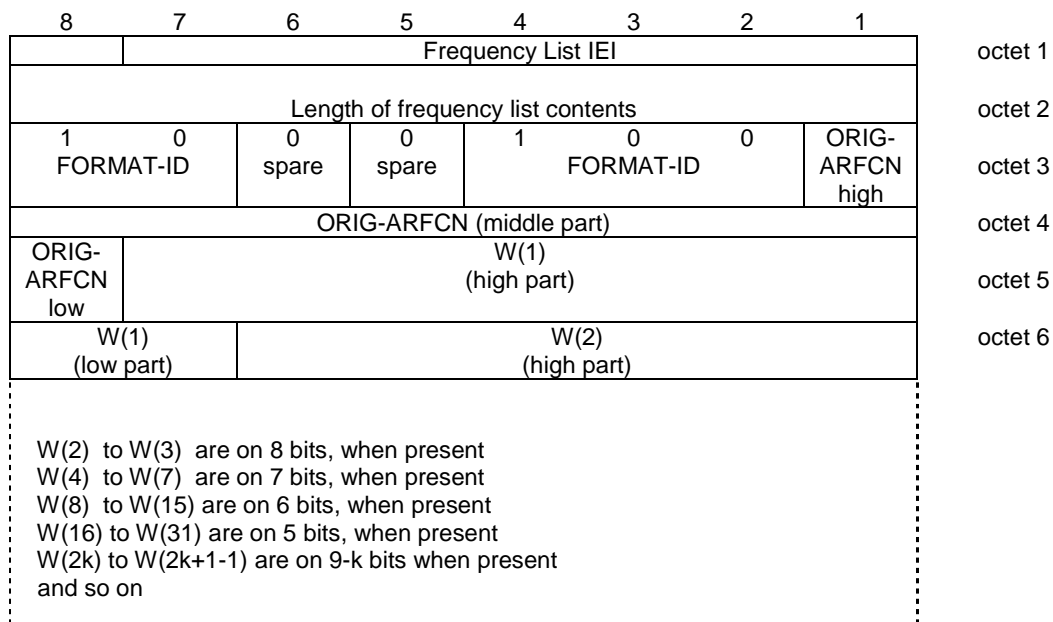 8 7 6 5 4 3 2 1
Frequency List IEI octet 1
Length of frequency list contents octet 2
1 0 0 0 1 0 0 ORIG-
FORMAT-ID spare spare FORMAT-ID ARFCN octet 3
high
ORIG-ARFCN (middle part) octet 4
ORIG- W(1)
ARFCN (high part) octet 5
low
W(1) W(2) octet 6
(low part) (high part)
W(2) to W(3) are on 8 bits, when present
W(4) to W(7) are on 7 bits, when present
W(8) to W(15) are on 6 bits, when present
W(16) to W(31) are on 5 bits, when present
W(2k) to W(2k+1-1) are on 9-k bits when present
and so on